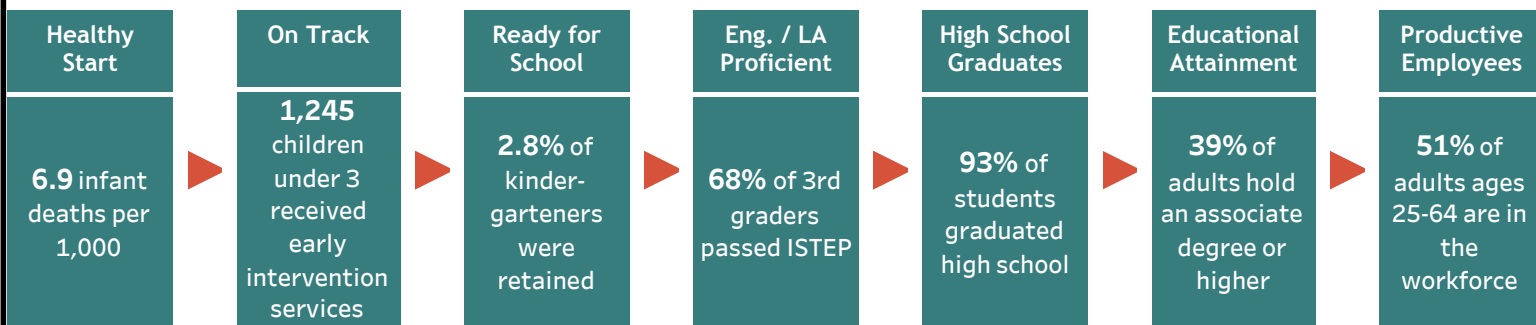 Healthy
Start
6.9 infant
deaths per
1,000
On Track
1,245
children
under 3
received
early
intervention
services
Ready for
School
2.8% of
kinder-
garteners
were
retained
Eng. / LA
Proficient
68% of 3rd
graders
passed ISTEP
High School
Graduates
93% of
students
graduated
high school
Educational
Attainment
39% of
adults hold
an associate
degree or
higher
Productive
Employees
51% of
adults ages
25-64 are in
the
workforce